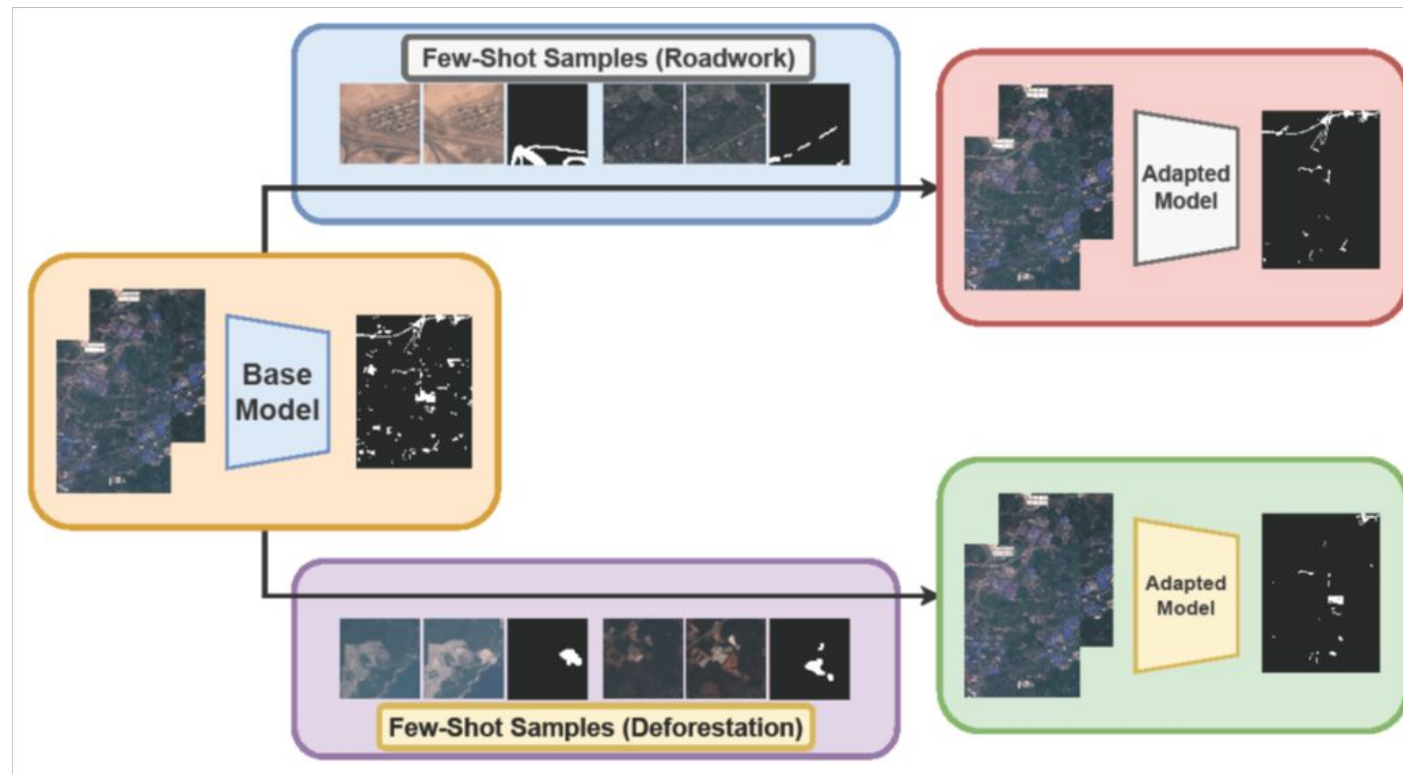 Few-Shot Samples (Roadwork)
Adapted
Model
Base
Model
Adapted
Model
Few-Shot Samples (Deforestation)